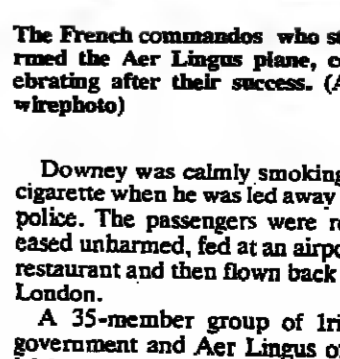 The French commandos who st
rmed the Aer Lingus plane, c
ebrating after their success. (A
wirephoto)
Downey was calmly smoking
cigarette when he was led away
police. The passengers were re
eased unharmed, fed at an airpo
restaurant and then flown back
London.
A 35-member group of Iri
government and Aer Lingus o